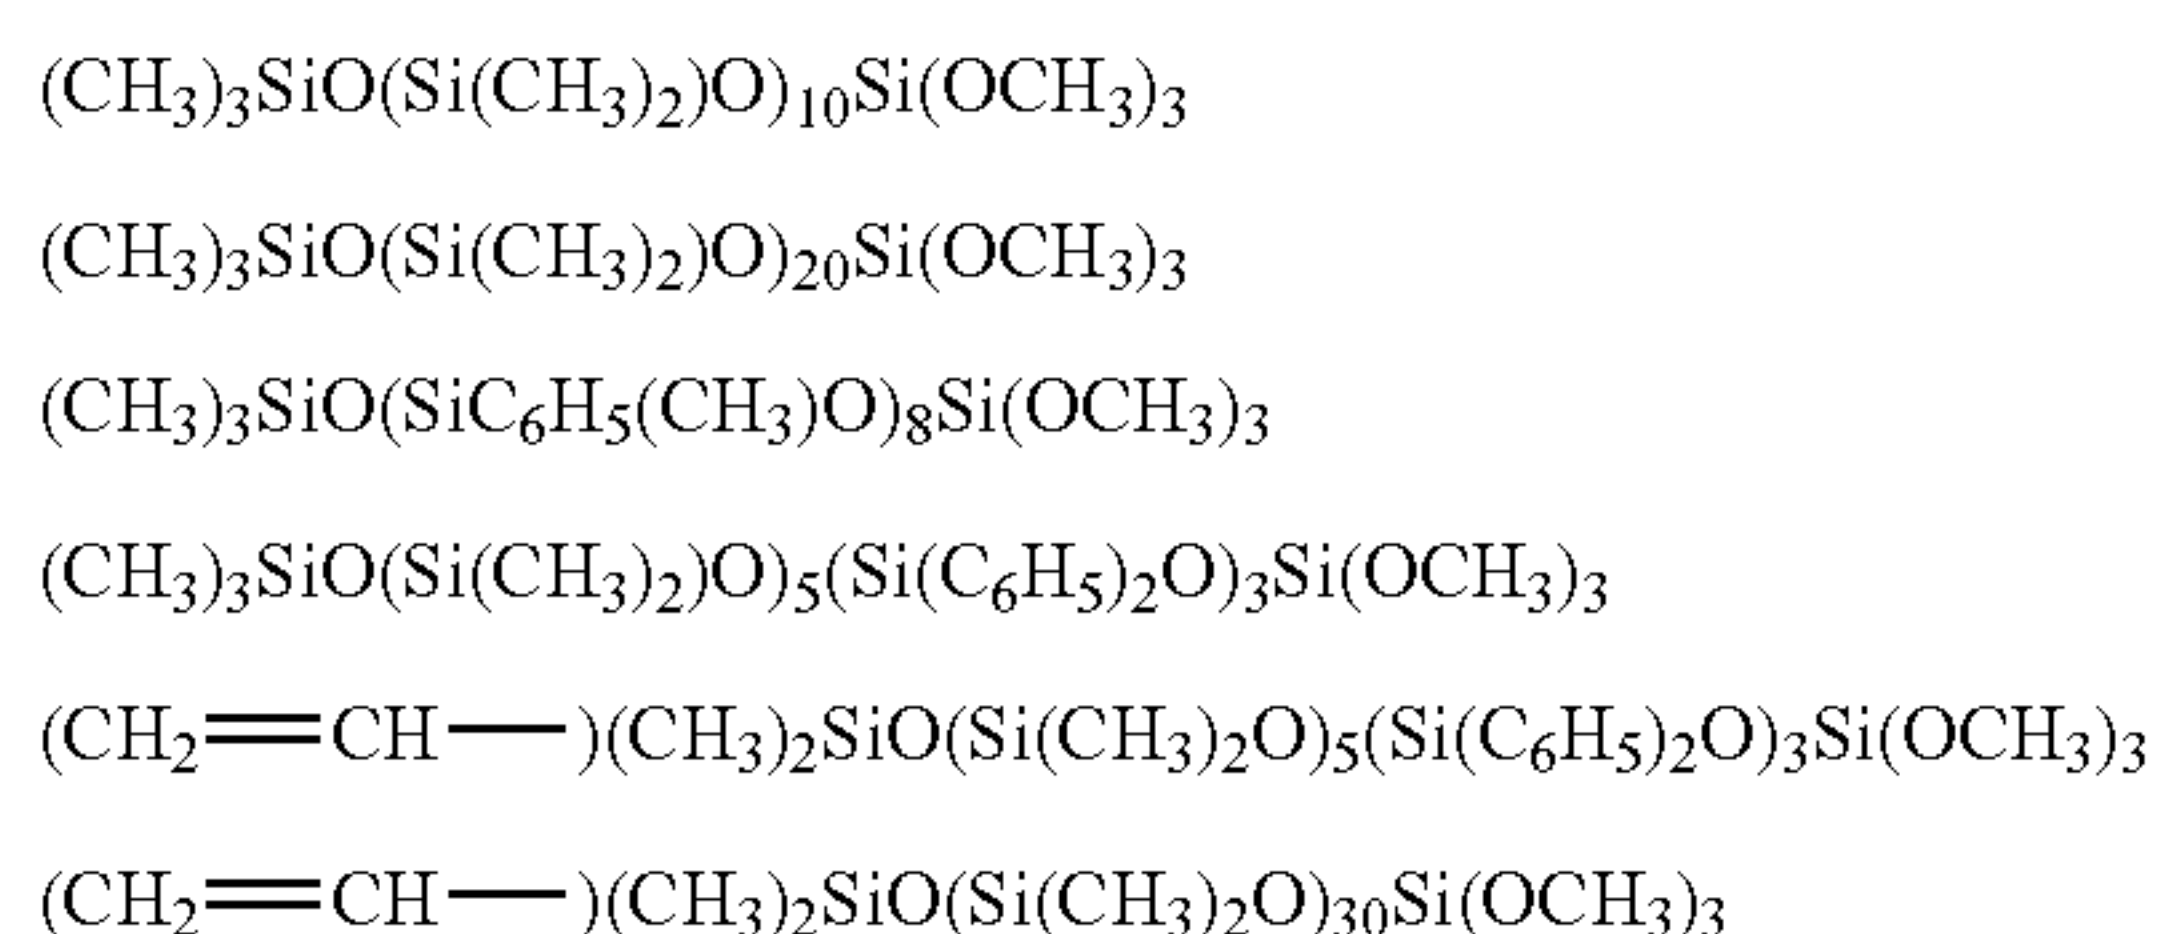 (CH₃)₃SiO(Si(CH₃)₂)O)₁₀Si(OCH₃)₃
(CH₃)₃SiO(Si(CH₃)₂)O)₂₀Si(OCH₃)₃
(CH₃)₃SiO(SiC₆H₅(CH₃)O)₈Si(OCH₃)₃
(CH₃)₃SiO(Si(CH₃)₂)O)₅(Si(C₆H₅)₂O)₃Si(OCH₃)₃
(CH₂═CH—)(CH₃)₂SiO(Si(CH₃)₂O)₅(Si(C₆H₅)₂O)₃Si(OCH₃)₃
(CH₂═CH—)(CH₃)₂SiO(Si(CH₃)₂O)₃₀Si(OCH₃)₃